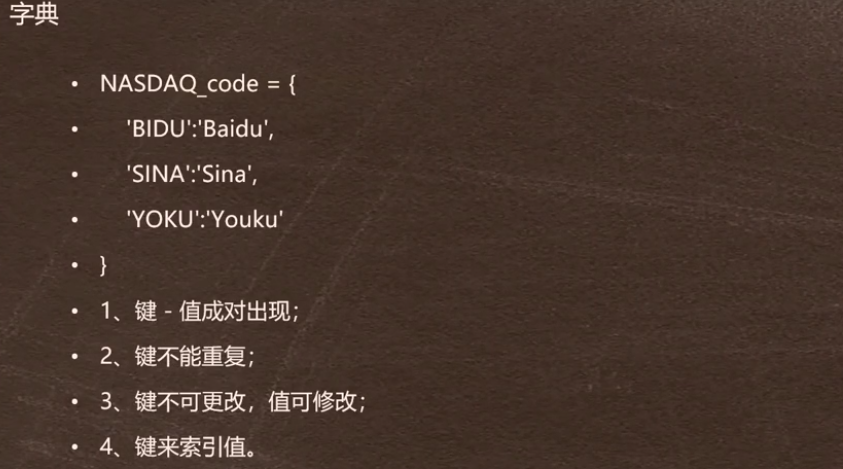 字典
• NASDAQ_code = {
• 'BIDU':'Baidu',
• 'SINA':'Sina',
• 'YOKU':'Youku'
• }
• 1、键 - 值成对出现；
• 2、键不能重复；
• 3、键不可更改，值可修改；
• 4、键来索引值。